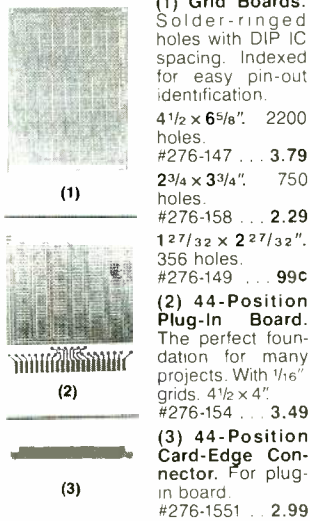 (1) Grid Boards.
Solder-ringed
holes with DIP IC
spacing. Indexed
for easy pin-out
identification.
4 1/2 × 6 5/8". 2200
holes.
#276-147 ... 3.79
2 3/4 × 3 3/4". 750
holes.
#276-158 ... 2.29
1 27/32 × 2 27/32".
356 holes.
#276-149 ... 99¢
(2) 44-Position
Plug-In Board.
The perfect foun-
dation for many
projects. With 1/16"
grids. 4 1/2 × 4".
#276-154 ... 3.49
(3) 44-Position
Card-Edge Con-
nector. For plug-
in board.
#276-1551 .. 2.99
(1)
(2)
(3)